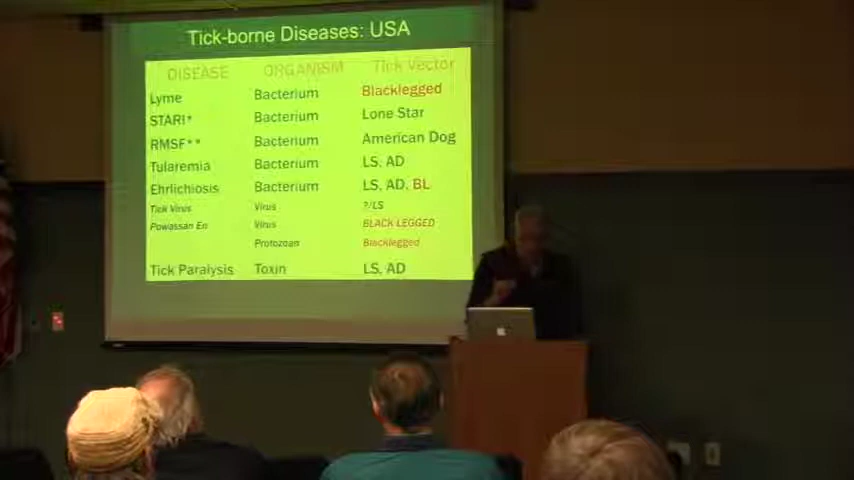 Tick-borne Diseases: USA
DISEASE ORGANISM Tick Vector
Lyme Bacterium Blacklegged
STARI* Bacterium Lone Star
RMSF** Bacterium American Dog
Tularemia Bacterium LS, AD
Ehrlichiosis Bacterium LS, AD, BL
Tick Virus Virus ?/LS
Powassan En Virus BLACK LEGGED
Protozoan Blacklegged
Tick Paralysis Toxin LS, AD